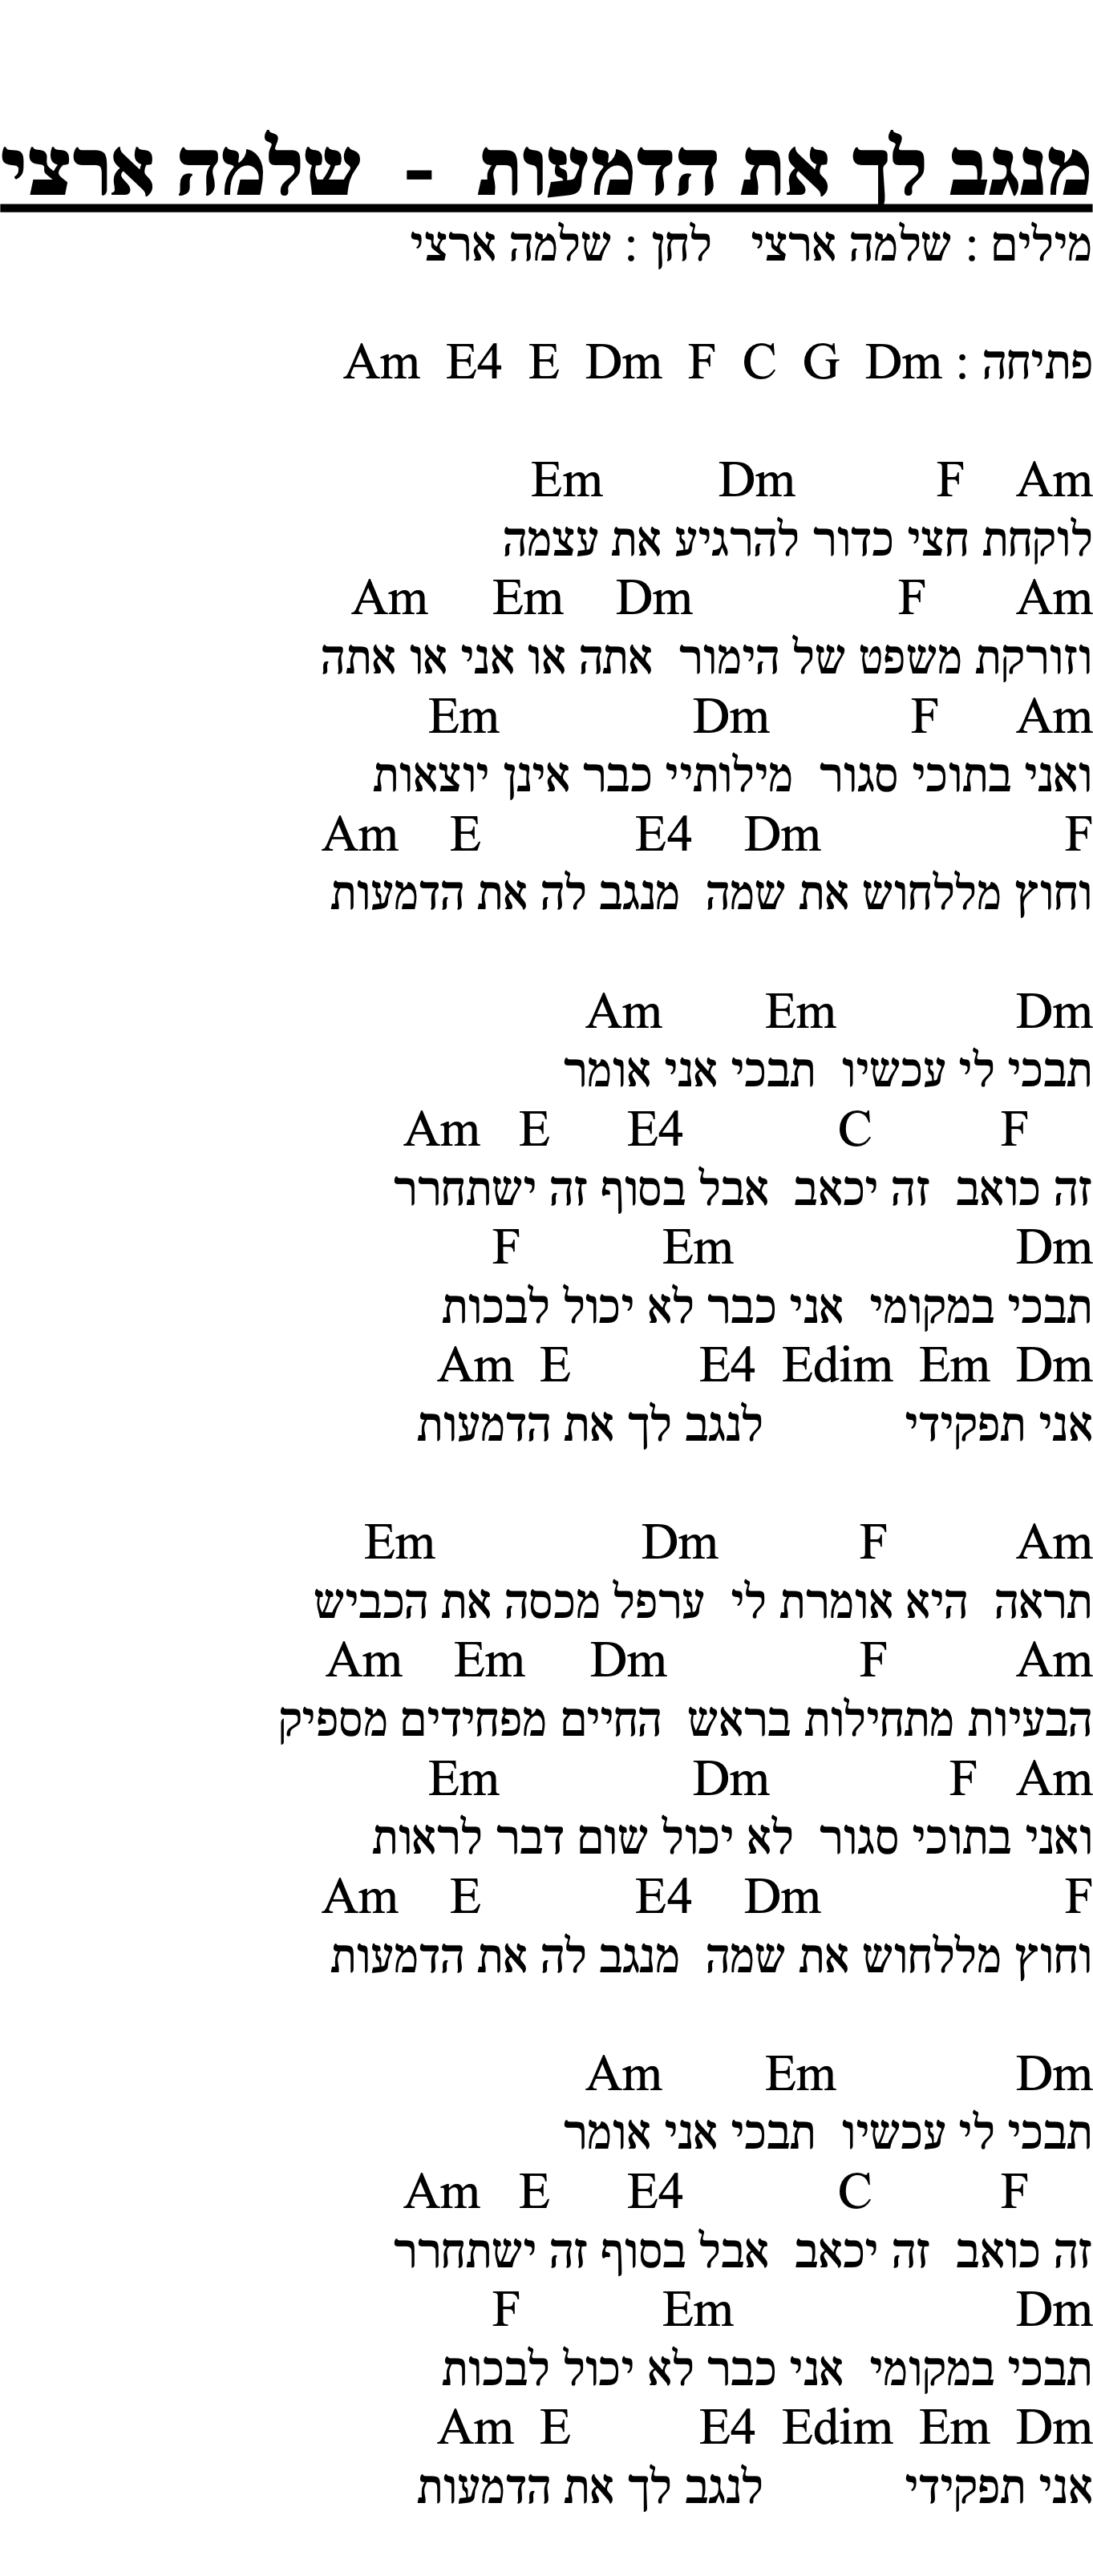 מנגב לך את הדמעות - שלמה ארצי
מילים : שלמה ארצי לחן : שלמה ארצי
פתיחה : Dm G C F Dm E E4 Am
Am F Dm Em
לוקחת חצי כדור להרגיע את עצמה
Am F Dm Em Am
וזורקת משפט של הימור אתה או אני או אתה
Am F Dm Em
ואני בתוכי סגור מילותיי כבר אינן יוצאות
F Dm E4 E Am
וחוץ מללחוש את שמה מנגב לה את הדמעות
Dm Em Am
תבכי לי עכשיו תבכי אני אומר
F C E4 E Am
זה כואב זה יכאב אבל בסוף זה ישתחרר
Dm Em F
תבכי במקומי אני כבר לא יכול לבכות
Dm Em Edim E4 E Am
אני תפקידי לנגב לך את הדמעות
Am F Dm Em
תראה היא אומרת לי ערפל מכסה את הכביש
Am F Dm Em Am
הבעיות מתחילות בראש החיים מפחידים מספיק
Am F Dm Em
ואני בתוכי סגור לא יכול שום דבר לראות
F Dm E4 E Am
וחוץ מללחוש את שמה מנגב לה את הדמעות
Dm Em Am
תבכי לי עכשיו תבכי אני אומר
F C E4 E Am
זה כואב זה יכאב אבל בסוף זה ישתחרר
Dm Em F
תבכי במקומי אני כבר לא יכול לבכות
Dm Em Edim E4 E Am
אני תפקידי לנגב לך את הדמעות